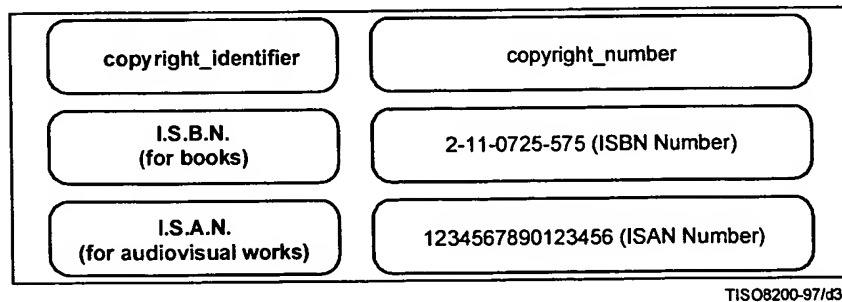 copyright_identifier
copyright_number
I.S.B.N.
(for books)
2-11-0725-575 (ISBN Number)
I.S.A.N.
(for audiovisual works)
1234567890123456 (ISAN Number)
TISO8200-97/d3